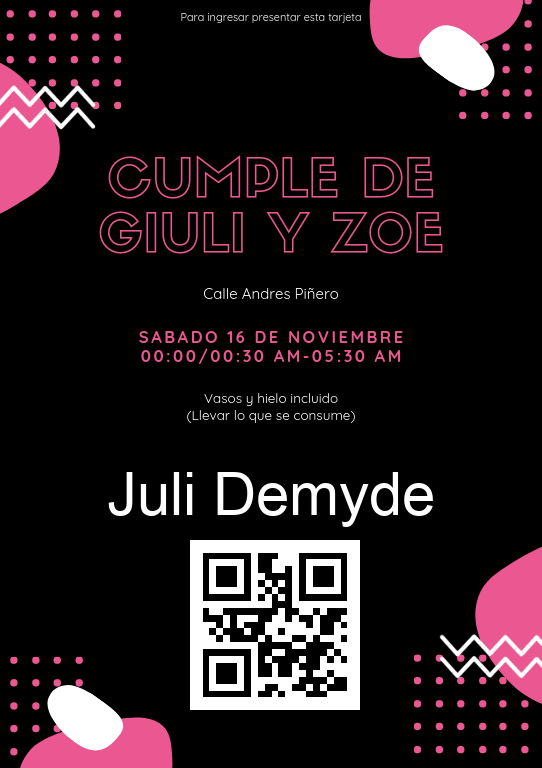 Para ingresar presentar esta tarjeta
CUMPLE DE
GIULI Y ZOE
Calle Andres Piñero
SABADO 16 DE NOVIEMBRE
00:00/00:30 AM-05:30 AM
Vasos y hielo incluido
(Llevar lo que se consume)
Juli Demyde